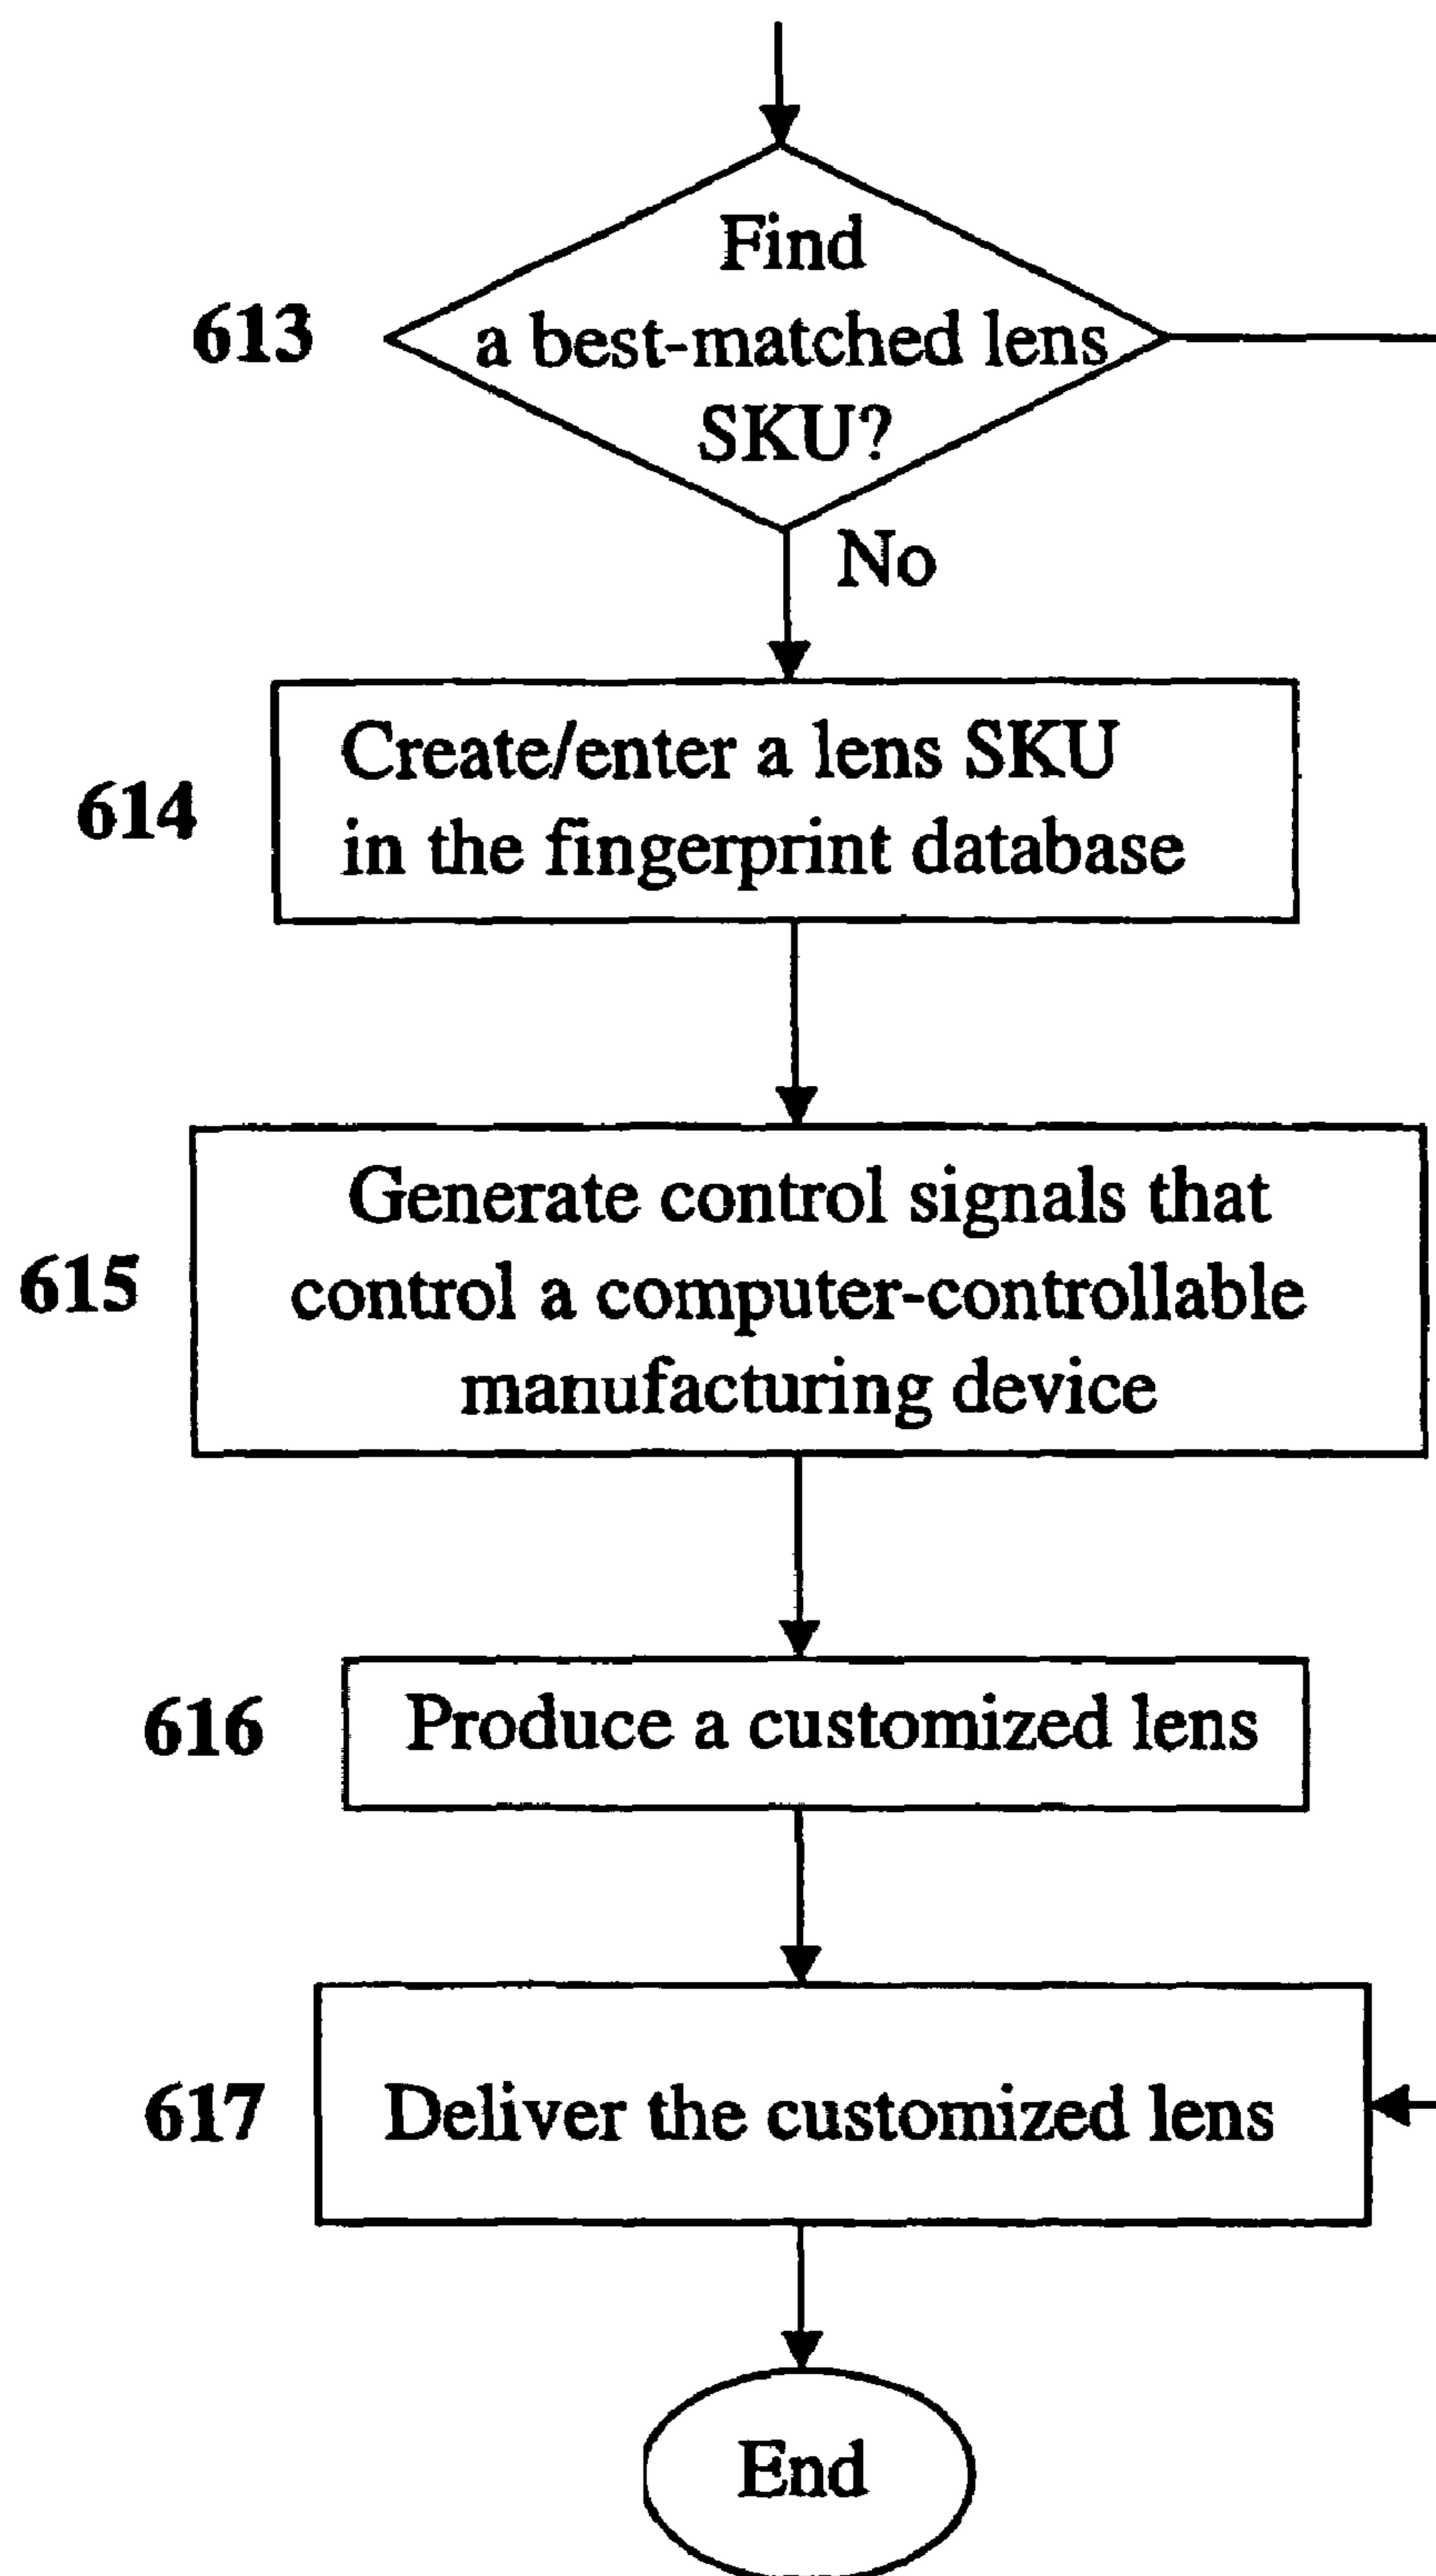 Find
613
a best-matched lens
SKU?
No
Create/enter a lens SKU
614
in the fingerprint database
Generate control signals that
615
control a computer-controllable
manufacturing device
616
Produce a customized lens
617
Deliver the customized lens
End